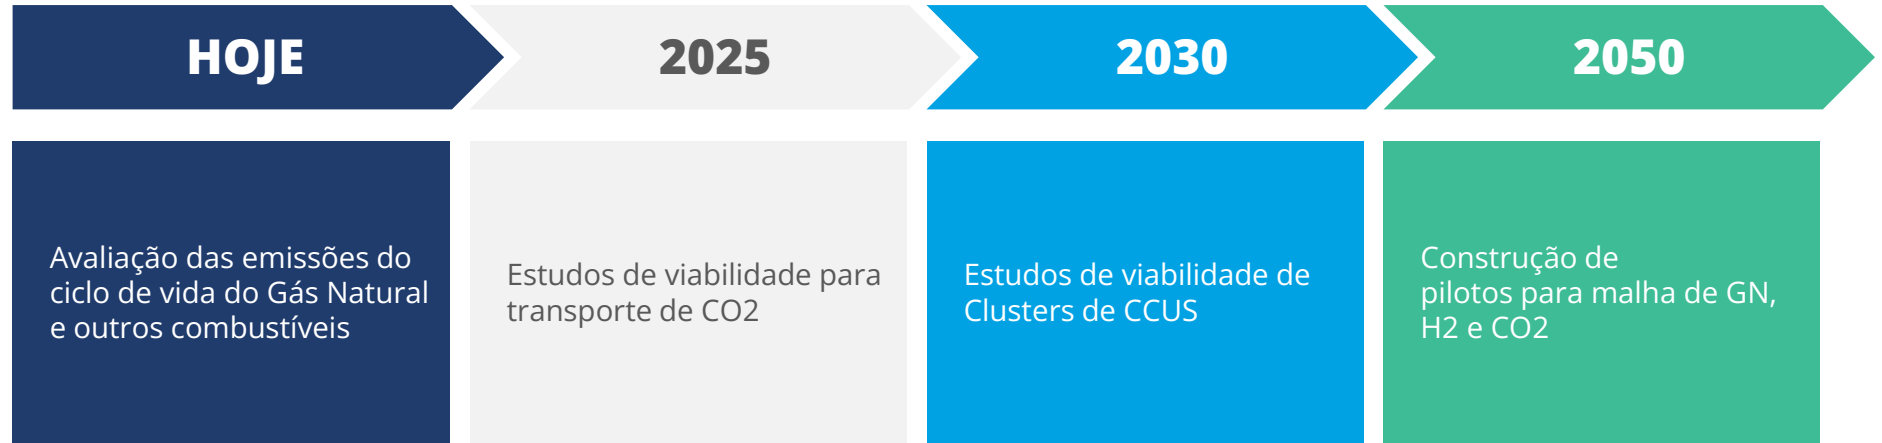 HOJE
2025
2030
2050
Avaliação das emissões do
ciclo de vida do Gás Natural
e outros combustíveis
Estudos de viabilidade para
transporte de CO2
Estudos de viabilidade de
Clusters de CCUS
Construção de
pilotos para malha de GN,
H2 e CO2